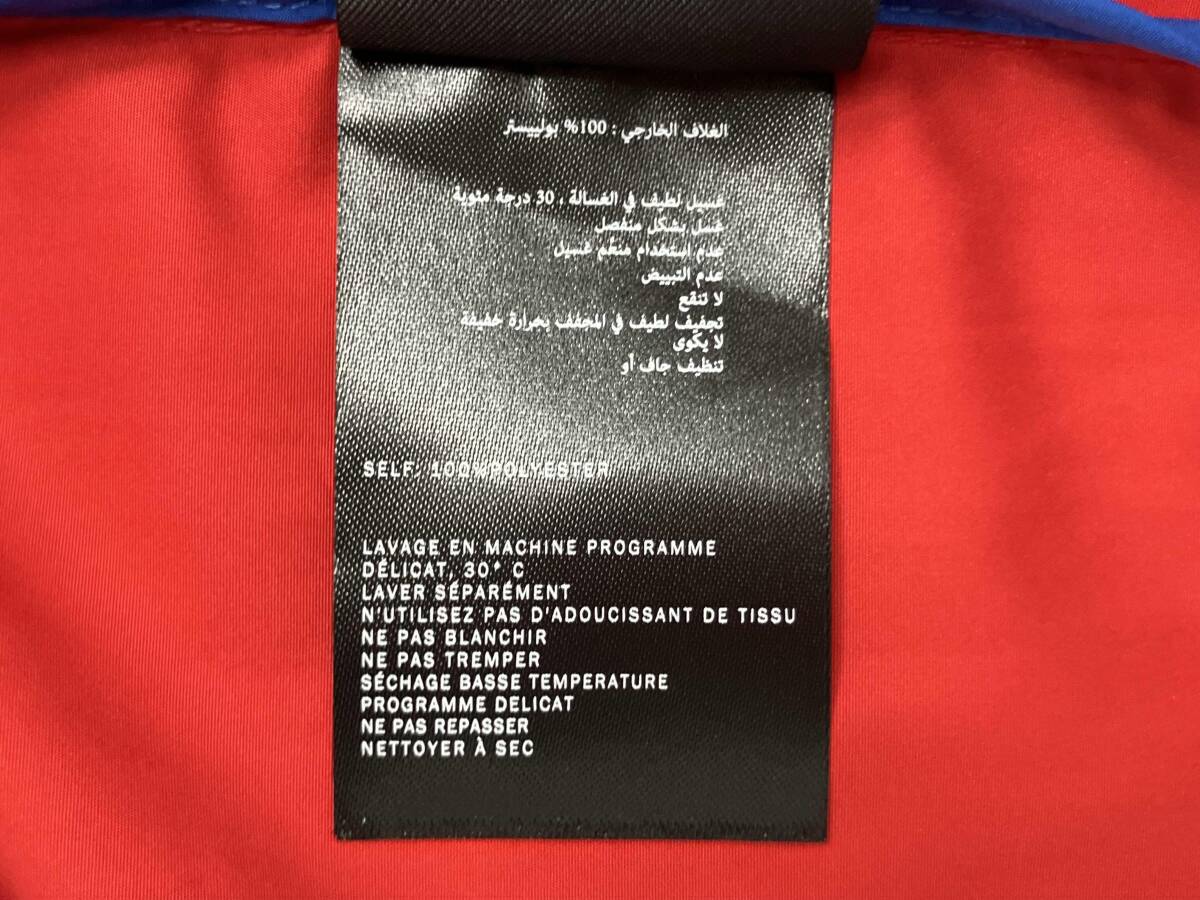 الغلاف الخارجي : 100% بولييستر
غسيل لطيف في الغسالة ، 30 درجة مئوية
غسل بشكل منفصل
عدم استخدام منعّم غسيل
عدم التبييض
لا تنقع
تجفيف لطيف في المجفف بحرارة خفيفة
لا يكوى
تنظيف جاف أو
SELF: 100%POLYESTER
LAVAGE EN MACHINE PROGRAMME
DÉLICAT, 30° C
LAVER SÉPARÉMENT
N'UTILISEZ PAS D'ADOUCISSANT DE TISSU
NE PAS BLANCHIR
NE PAS TREMPER
SÉCHAGE BASSE TEMPERATURE
PROGRAMME DELICAT
NE PAS REPASSER
NETTOYER À SEC